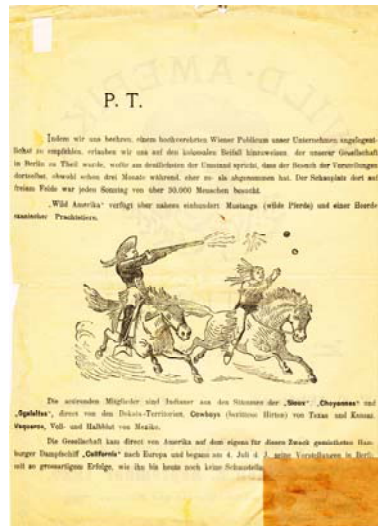 P. T.
Indem wir uns beehren, einem hochverehrten Wiener Publicum unser Unternehmen angelegent-
lichst zu empfehlen, erlauben wir uns auf den kolossalen Beifall hinzuweisen, der unserer Gesellschaft
in Berlin zu Theil wurde, wofür am deutlichsten der Umstand spricht, dass der Besuch der Vorstellungen
dortselbst, obwohl schon drei Monate während, eher zu- als abgenommen hat. Der Schauplatz dort auf
freiem Felde war jeden Sonntag von über 30.000 Menschen besucht.
„Wild Amerika“ verfügt über nahezu einhundert Mustangs (wilde Pferde) und einer Heerde
texanischer Prachtstiere.
Die activen Mitglieder sind Indianer aus den Stämmen der „Sioux“, „Cheyennes“ und
„Ogalallas“, direct von den Dakota-Territorien, Cowboys (berittene Hirten) von Texas und Kansas,
Vaqueros, Voll- und Halbblut von Mexiko.
Die Gesellschaft kam direct von Amerika auf dem eigens für diesen Zweck gemietheten Ham-
burger Dampfschiff „California“ nach Europa und begann am 4. Juli d. J. seine Vorstellungen in Berlin
mit so grossartigem Erfolge, wie ihn bis heute noch keine